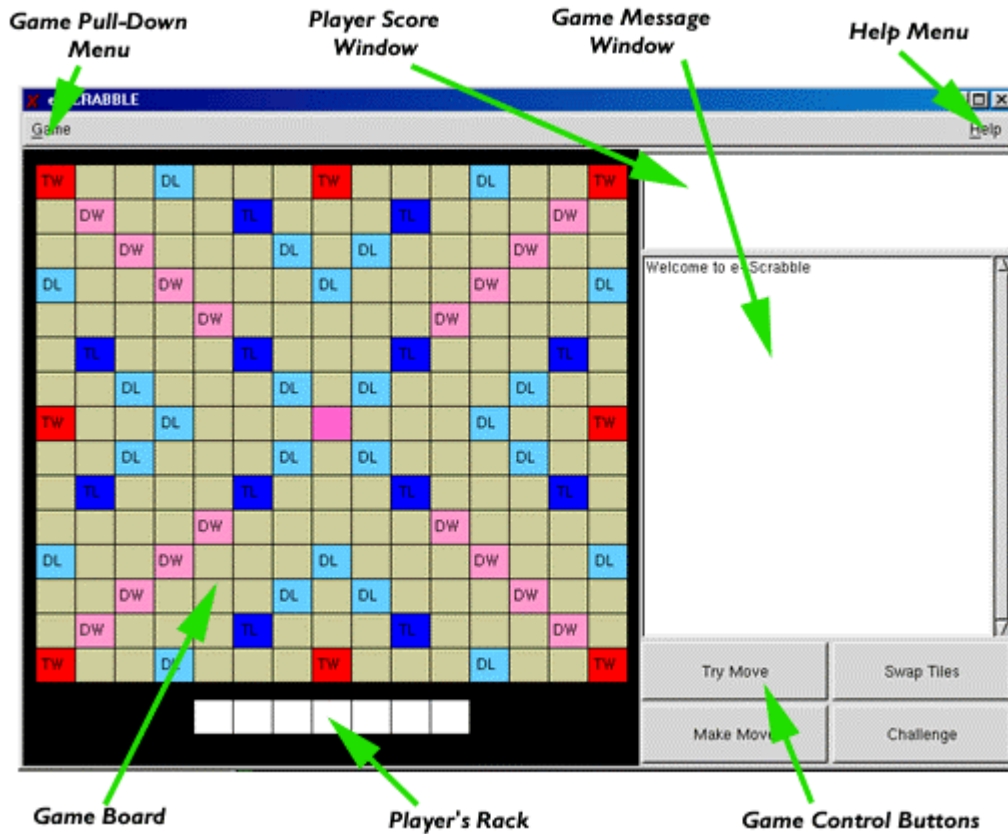 Game Pull-Down
Menu
Player Score
Window
Game Message
Window
Help Menu
SCRABBLE
Game
Help
TW DL TW DL TW
DW TL TL DW
DW DL DL DW
DL DW DL DW DL
DW DW
TL TL TL TL
DL DL DL DL
TW DL DL TW
DL DL DL DL
TL TL TL TL
DW DW
DL DW DL DW DL
DW DL DL DW
DW TL TL DW
TW DL TW DL TW
Welcome to e-Scrabble
Try Move
Swap Tiles
Make Move
Challenge
Game Board
Player's Rack
Game Control Buttons